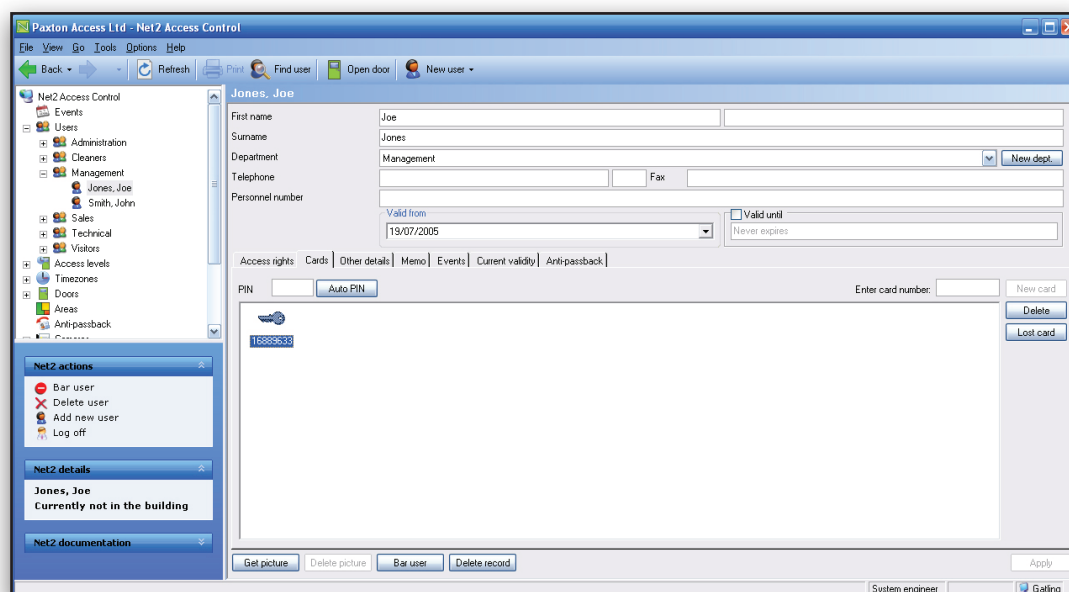 Paxton Access Ltd - Net2 Access Control
File View Go Tools Options Help
Back Refresh Print Find user Open door New user
Net2 Access Control
Events
Users
Administration
Cleaners
Management
Jones, Joe
Smith, John
Sales
Technical
Visitors
Access levels
Timezones
Doors
Areas
Anti-passback
Net2 actions
Bar user
Delete user
Add new user
Log off
Net2 details
Jones, Joe
Currently not in the building
Net2 documentation
Jones, Joe
First name Joe
Surname Jones
Department Management New dept.
Telephone Fax
Personnel number
Valid from Valid until
19/07/2005 Never expires
Access rights Cards Other details Memo Events Current validity Anti-passback
PIN Auto PIN Enter card number: New card
Delete
Lost card
16889633
Get picture Delete picture Bar user Delete record Apply
System engineer Gatling